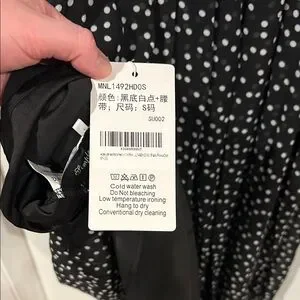 MNL1492HD0S
颜色:黑底白点+腰
带; 尺码: S码
SU002
Cold water wash
Do not bleaching
Low temperature ironing
Hang to dry
Conventional dry cleaning